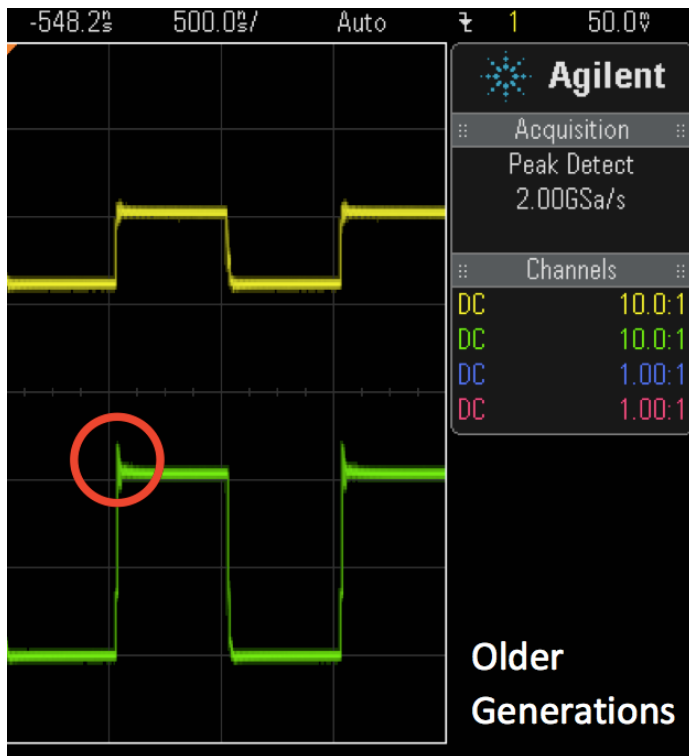 -548.2ns 500.0ns/ Auto 1 50.0V
Agilent
Acquisition
Peak Detect
2.00GSa/s
Channels
DC 10.0:1
DC 10.0:1
DC 1.00:1
DC 1.00:1
Older
Generations